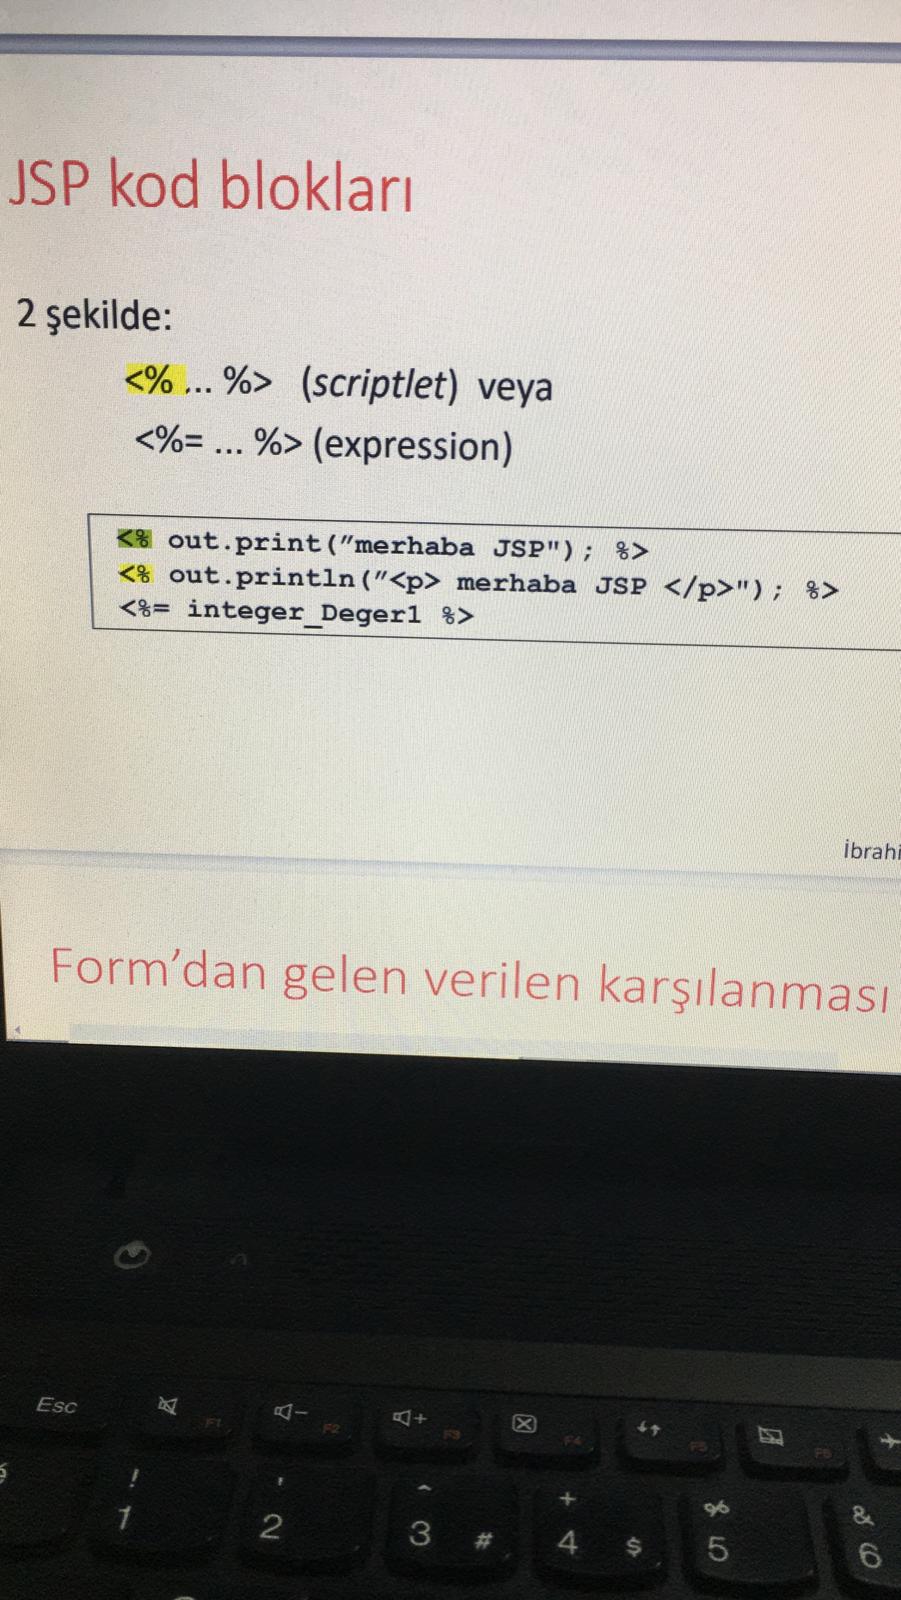 JSP kod blokları
2 şekilde:
<% ... %> (scriptlet) veya
<%= ... %> (expression)
<% out.print(″merhaba JSP"); %>
<% out.println(″<p> merhaba JSP </p>"); %>
<%= integer_Deger1 %>
İbrahi
Form’dan gelen verilen karşılanması
Esc F1 F2 F3 F4 F5 F6
! ' ^ + % &
1 2 3 # 4 $ 5 6